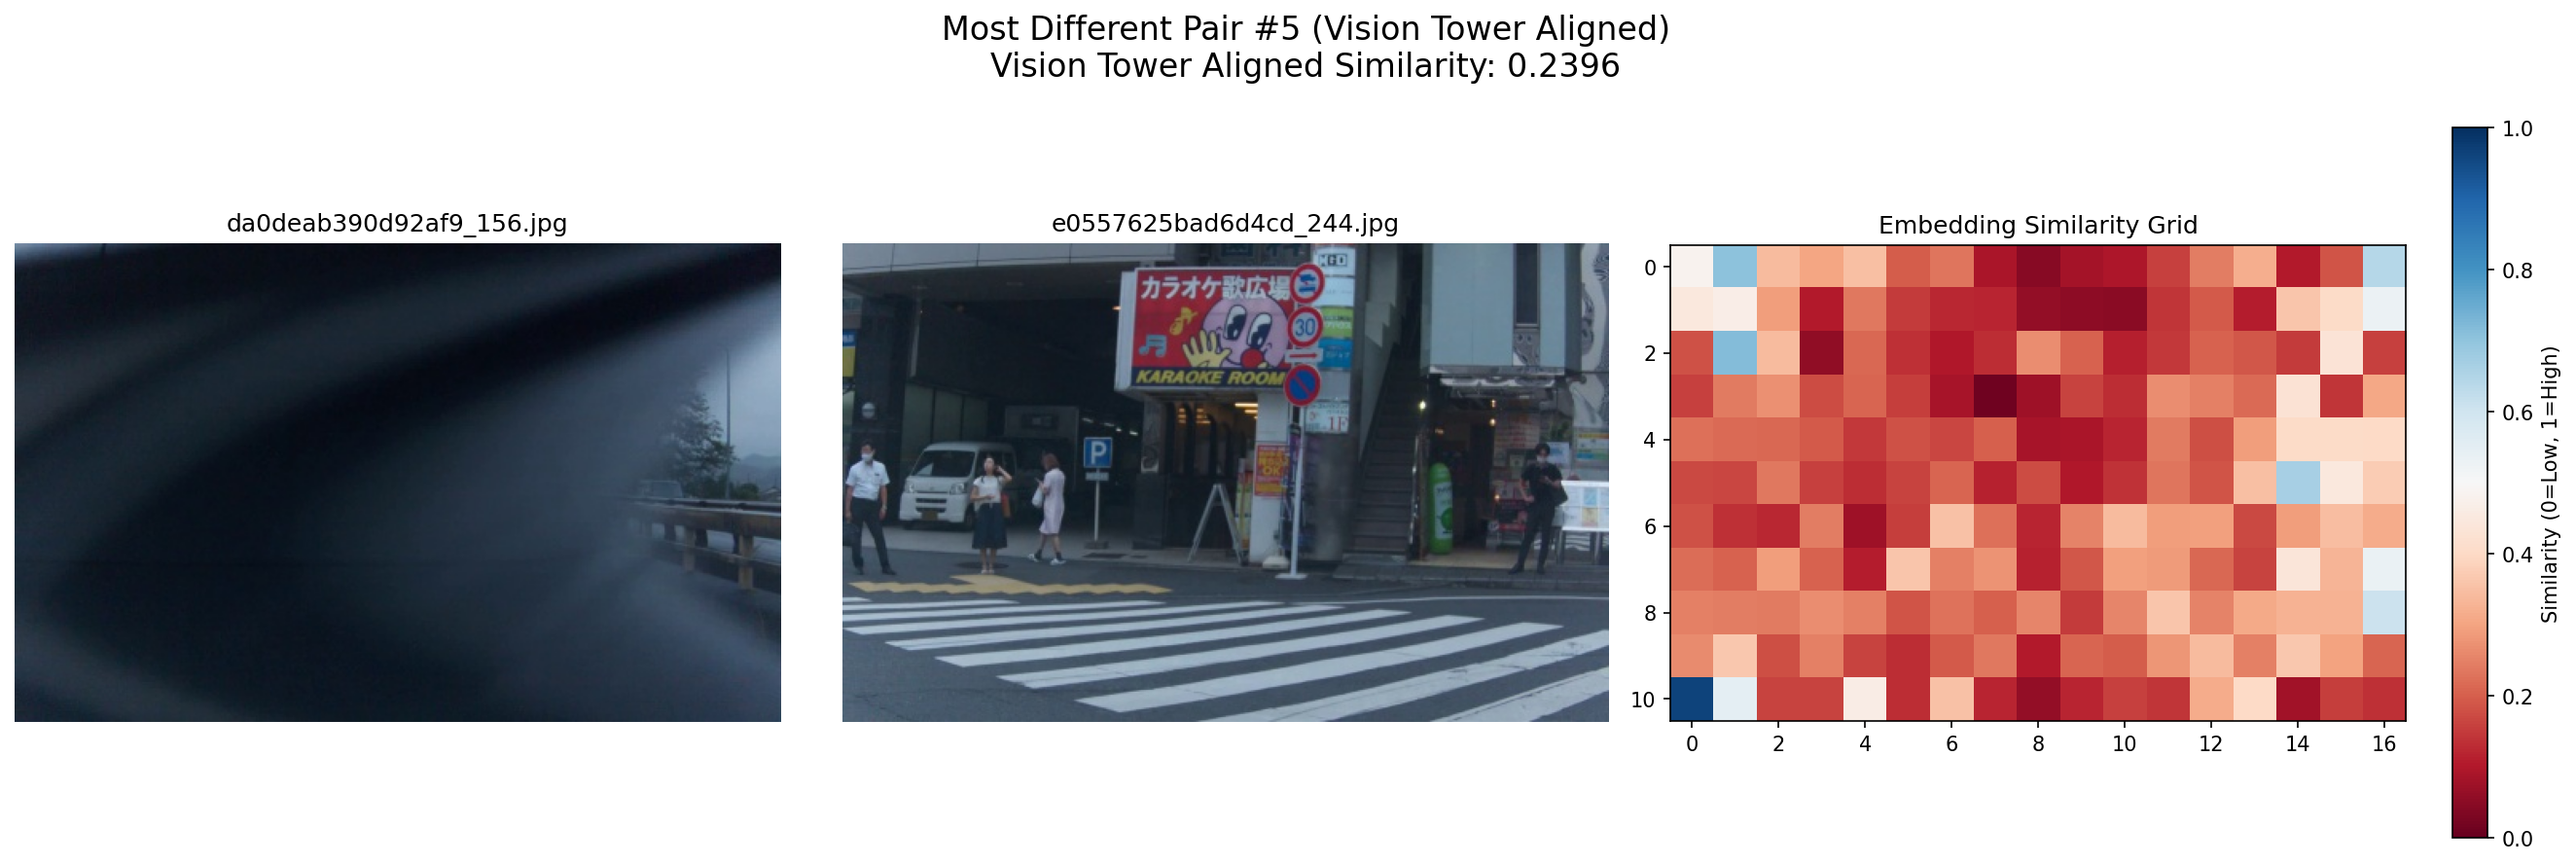 Most Different Pair #5 (Vision Tower Aligned)
Vision Tower Aligned Similarity: 0.2396
da0deab390d92af9_156.jpg
e0557625bad6d4cd_244.jpg
NGD
カラオケ歌広場
30
KARAOKE ROOM
1F
P
OK
Embedding Similarity Grid
0
2
4
6
8
10
0 2 4 6 8 10 12 14 16
1.0
0.8
0.6
0.4
0.2
0.0
Similarity (0=Low, 1=High)